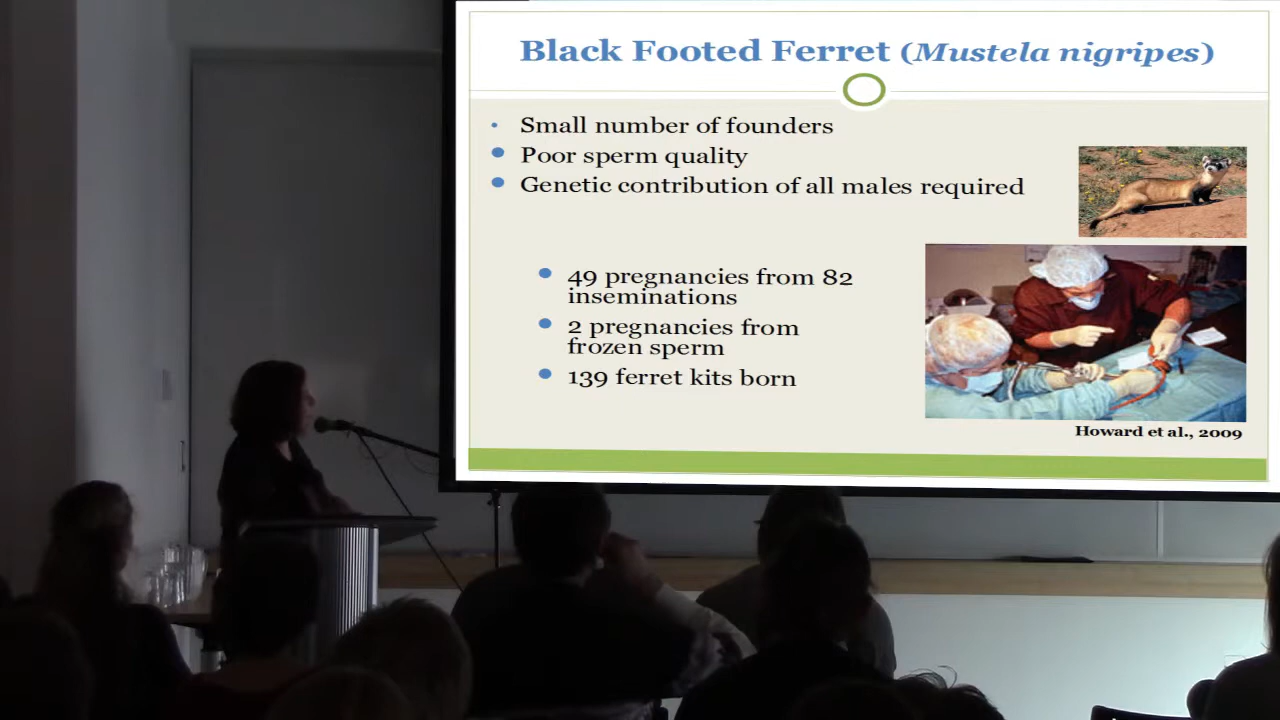 Black Footed Ferret (Mustela nigripes)
• Small number of founders
• Poor sperm quality
• Genetic contribution of all males required
• 49 pregnancies from 82
inseminations
• 2 pregnancies from
frozen sperm
• 139 ferret kits born
Howard et al., 2009